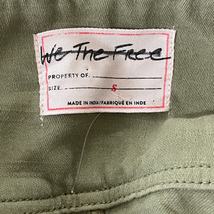 We The Free
PROPERTY OF:
SIZE: S
MADE IN INDIA/FABRIQUÉ EN INDE